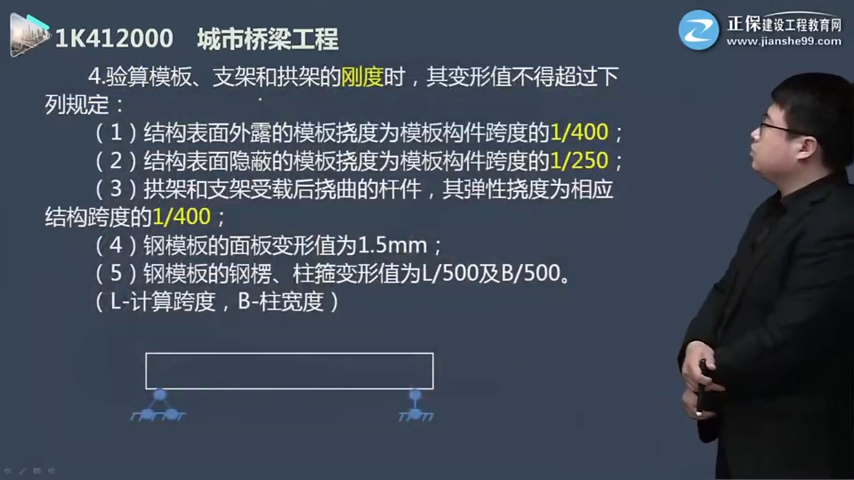 1K412000 城市桥梁工程
正保建设工程教育网
www.jianshe99.com
4.验算模板、支架和拱架的刚度时，其变形值不得超过下
列规定：
（1）结构表面外露的模板挠度为模板构件跨度的1/400；
（2）结构表面隐蔽的模板挠度为模板构件跨度的1/250；
（3）拱架和支架受载后挠曲的杆件，其弹性挠度为相应
结构跨度的1/400；
（4）钢模板的面板变形值为1.5mm；
（5）钢模板的钢楞、柱箍变形值为L/500及B/500。
（L-计算跨度，B-柱宽度）